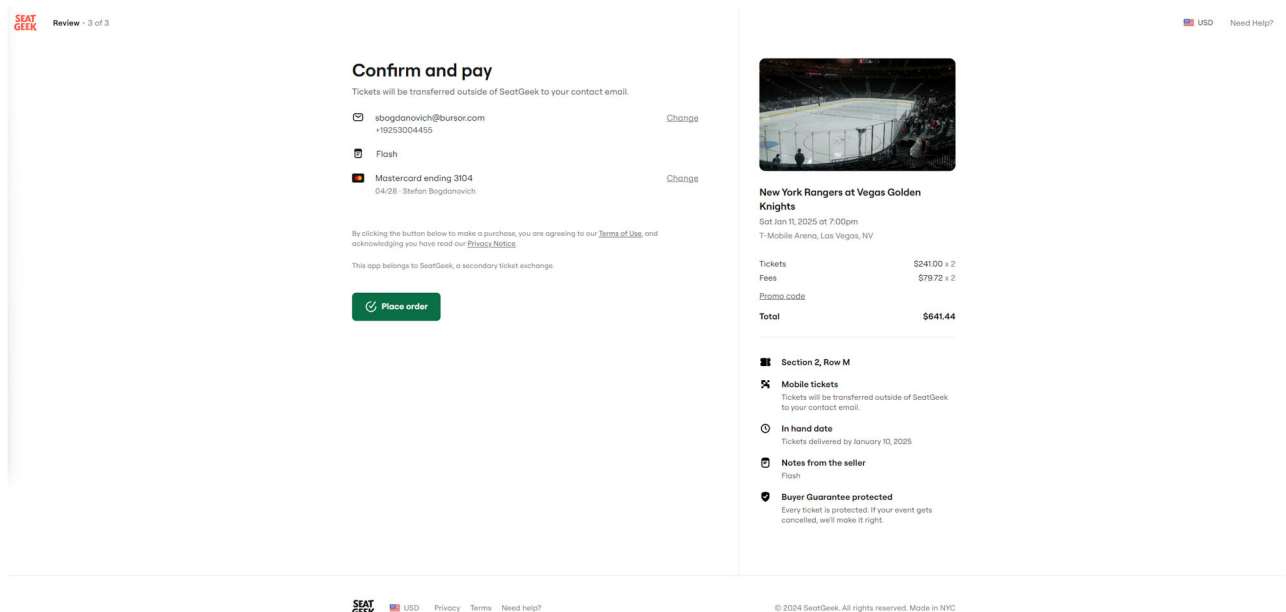 SEAT
GEEK
Review - 3 of 3
USD
Need Help?
Confirm and pay
Tickets will be transferred outside of SeatGeek to your contact email.
sbogdanovich@bursor.com
Change
+19253004455
Flash
Mastercard ending 3104
Change
04/28 · Stefan Bogdanovich
By clicking the button below to make a purchase, you are agreeing to our Terms of Use, and
acknowledging you have read our Privacy Notice.
This app belongs to SeatGeek, a secondary ticket exchange.
Place order
New York Rangers at Vegas Golden
Knights
Sat Jan 11, 2025 at 7:00pm
T-Mobile Arena, Las Vegas, NV
Tickets $241.00 x 2
Fees $79.72 x 2
Promo code
Total $641.44
Section 2, Row M
Mobile tickets
Tickets will be transferred outside of SeatGeek
to your contact email.
In hand date
Tickets delivered by January 10, 2025
Notes from the seller
Flash
Buyer Guarantee protected
Every ticket is protected. If your event gets
cancelled, we'll make it right.
SEAT
GEEK
USD Privacy Terms Need help?
© 2024 SeatGeek. All rights reserved. Made in NYC